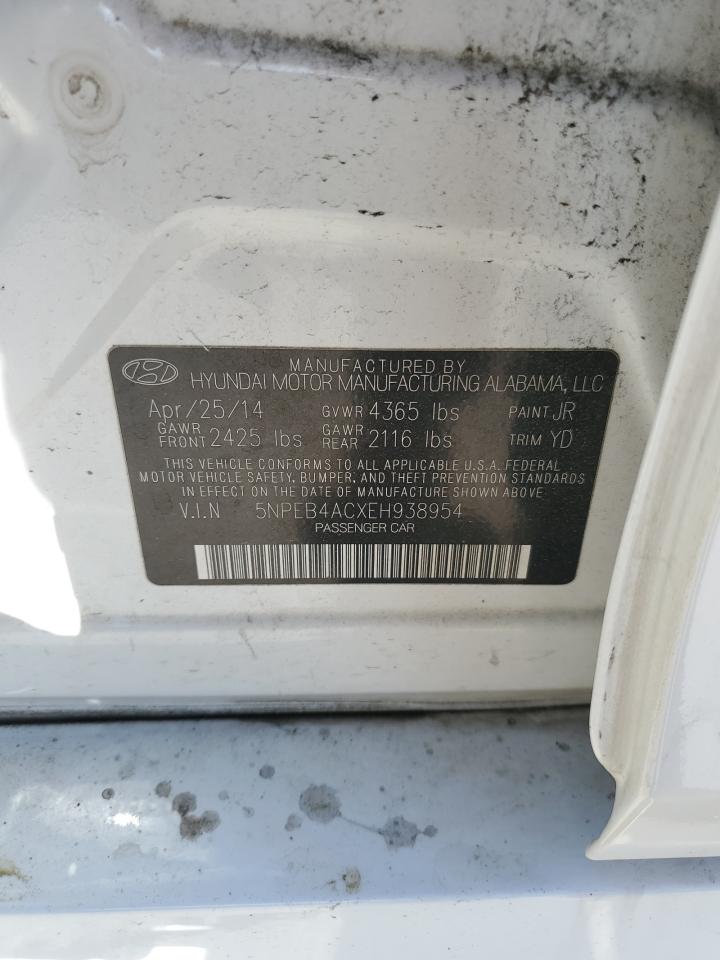 MANUFACTURED BY
HYUNDAI MOTOR MANUFACTURING ALABAMA, LLC
Apr/25/14 GVWR 4365 lbs PAINT JR
GAWR FRONT 2425 lbs GAWR REAR 2116 lbs TRIM YD
THIS VEHICLE CONFORMS TO ALL APPLICABLE U.S.A. FEDERAL
MOTOR VEHICLE SAFETY, BUMPER, AND THEFT PREVENTION STANDARDS
IN EFFECT ON THE DATE OF MANUFACTURE SHOWN ABOVE
V.I.N 5NPEB4ACXEH938954
PASSENGER CAR